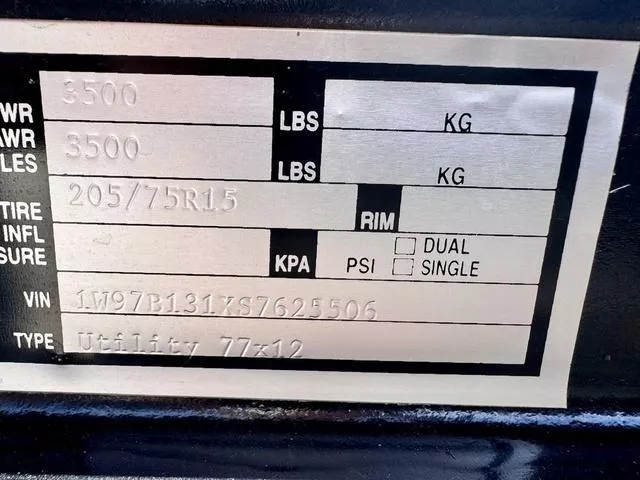 3500
WR LBS KG
AWR 3500
LES LBS KG
TIRE 205/75R15 RIM
INFL DUAL
SURE KPA PSI SINGLE
VIN 1W97B131XS7625506
TYPE Utility 77x12